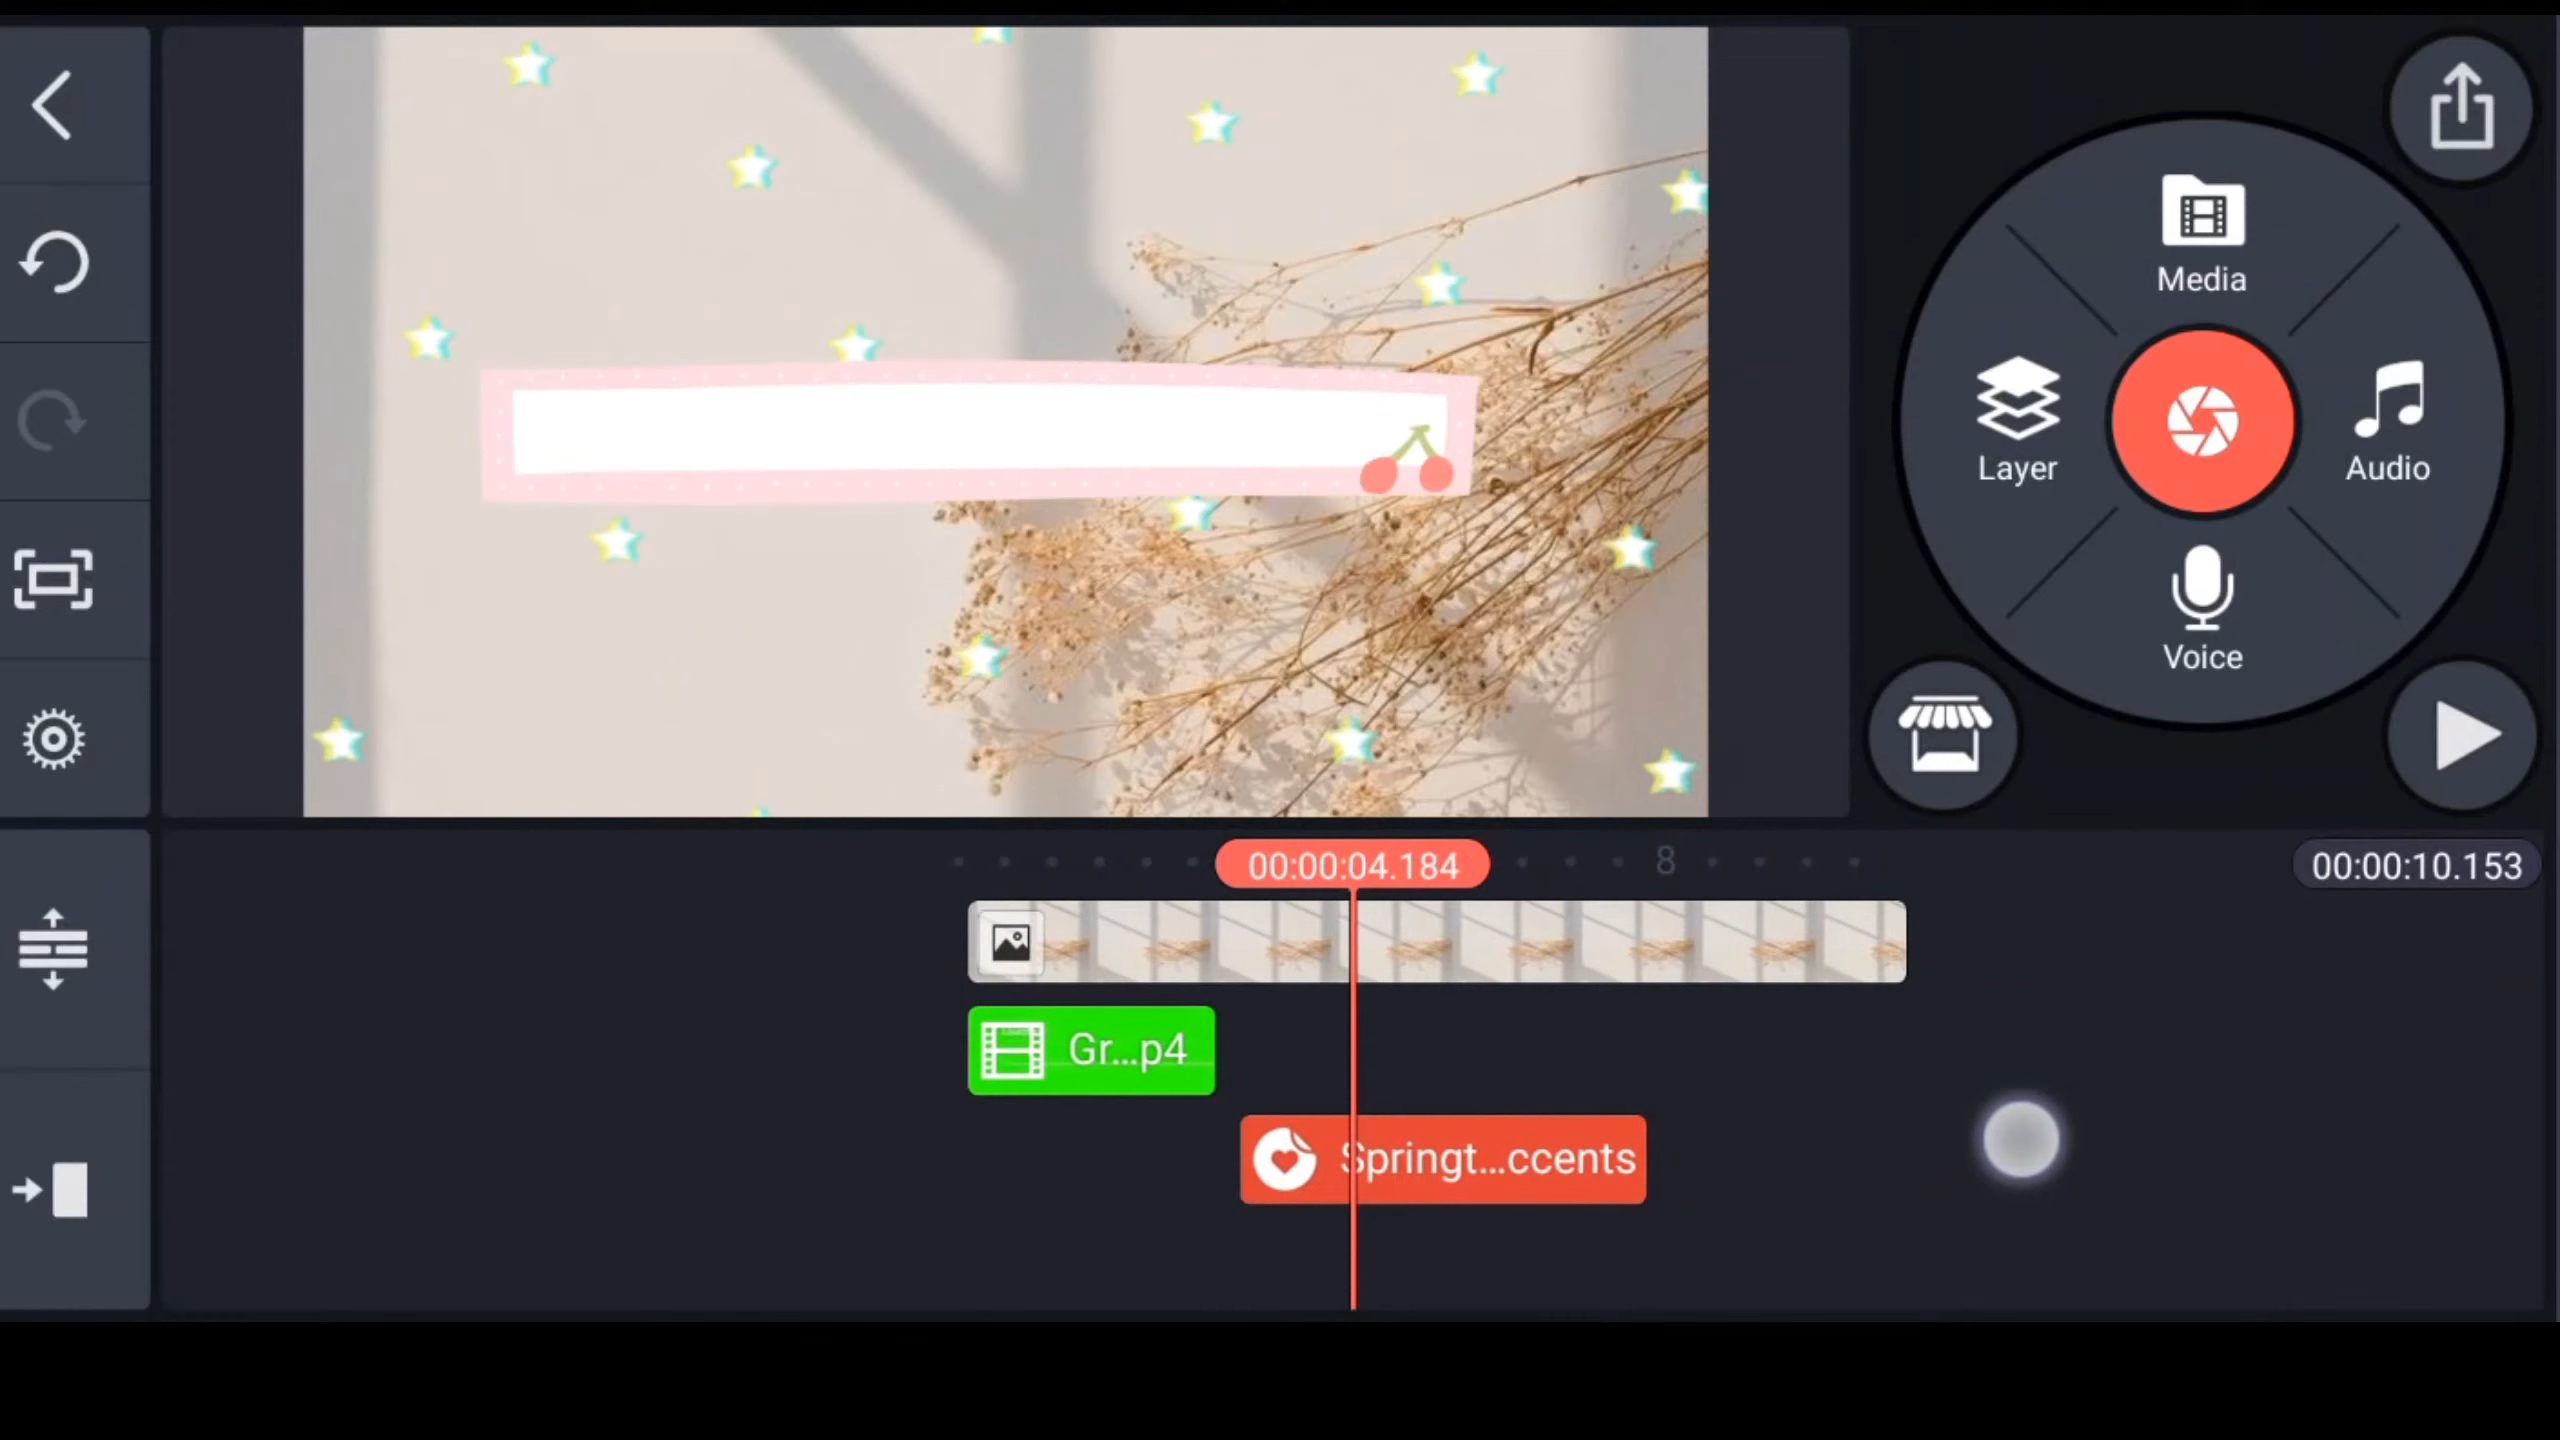 Media
Layer
Audio
Voice
00:00:04.184
8
00:00:10.153
Gr...p4
Springt...ccents